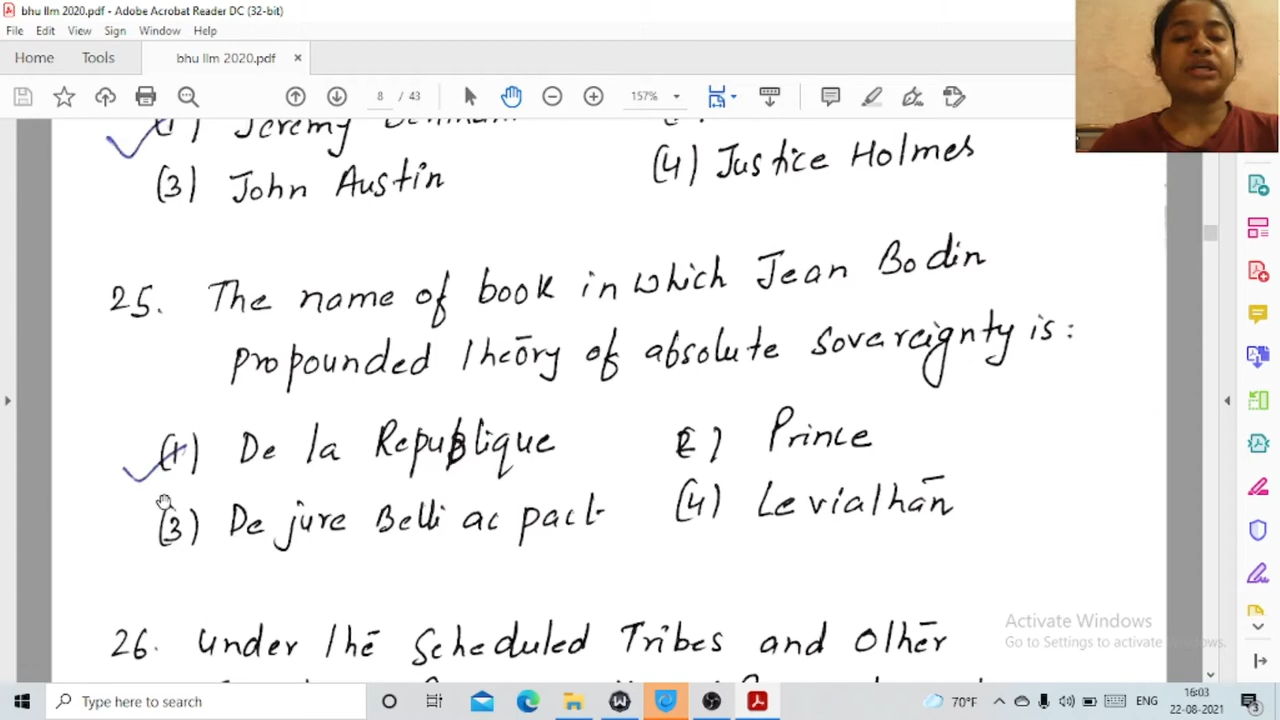 bhu llm 2020.pdf - Adobe Acrobat Reader DC (32-bit)
File Edit View Sign Window Help
Home Tools bhu llm 2020.pdf ×
8 / 43 157%
(1) Jeremy
(3) John Austin (4) Justice Holmes
25. The name of book in which Jean Bodin
propounded theory of absolute sovereignty is:
(1) De la Republique (2) Prince
(3) De jure Belli ac pact (4) Leviathan
26. Under the Scheduled Tribes and Other
Activate Windows
Go to Settings to activate Windows.
Type here to search
70°F ENG 16:03
22-08-2021
3